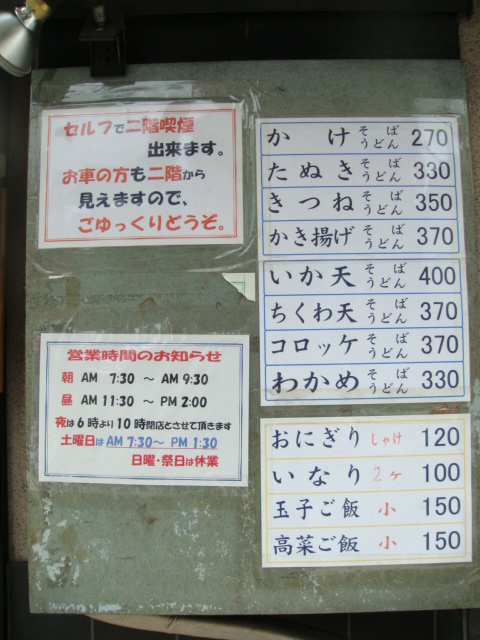 セルフで二階喫煙
出来ます。
お車の方も二階から
見えますので、
ごゆっくりどうぞ。
営業時間のお知らせ
朝 AM 7:30 ～ AM 9:30
昼 AM 11:30 ～ PM 2:00
夜は6時より10時閉店とさせて頂きます
土曜日は AM 7:30～ PM 1:30
日曜・祭日は休業
かけ そば うどん 270
たぬき そば うどん 330
きつね そば うどん 350
かき揚げ そば うどん 370
いか天 そば うどん 400
ちくわ天 そば うどん 370
コロッケ そば うどん 370
わかめ そば うどん 330
おにぎり しゃけ 120
いなり 2ヶ 100
玉子ご飯 小 150
高菜ご飯 小 150